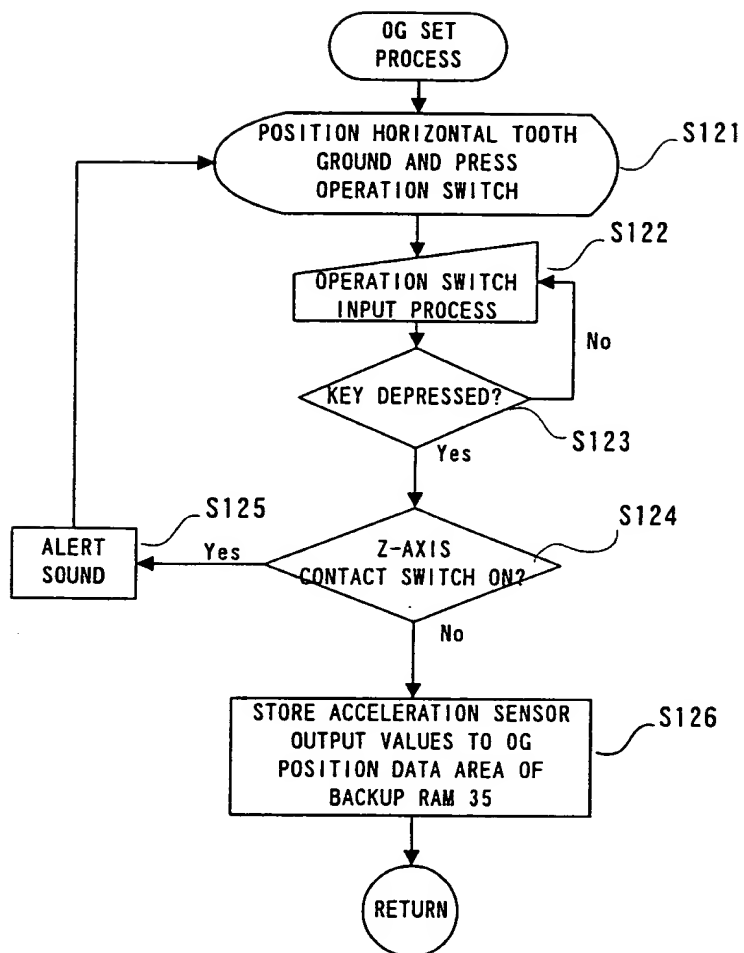 0G SET
PROCESS
POSITION HORIZONTAL TOOTH
GROUND AND PRESS
OPERATION SWITCH
S121
S122
OPERATION SWITCH
INPUT PROCESS
No
KEY DEPRESSED?
S123
Yes
S125
S124
ALERT
SOUND
Yes
Z-AXIS
CONTACT SWITCH ON?
No
STORE ACCELERATION SENSOR
OUTPUT VALUES TO 0G
POSITION DATA AREA OF
BACKUP RAM 35
S126
RETURN